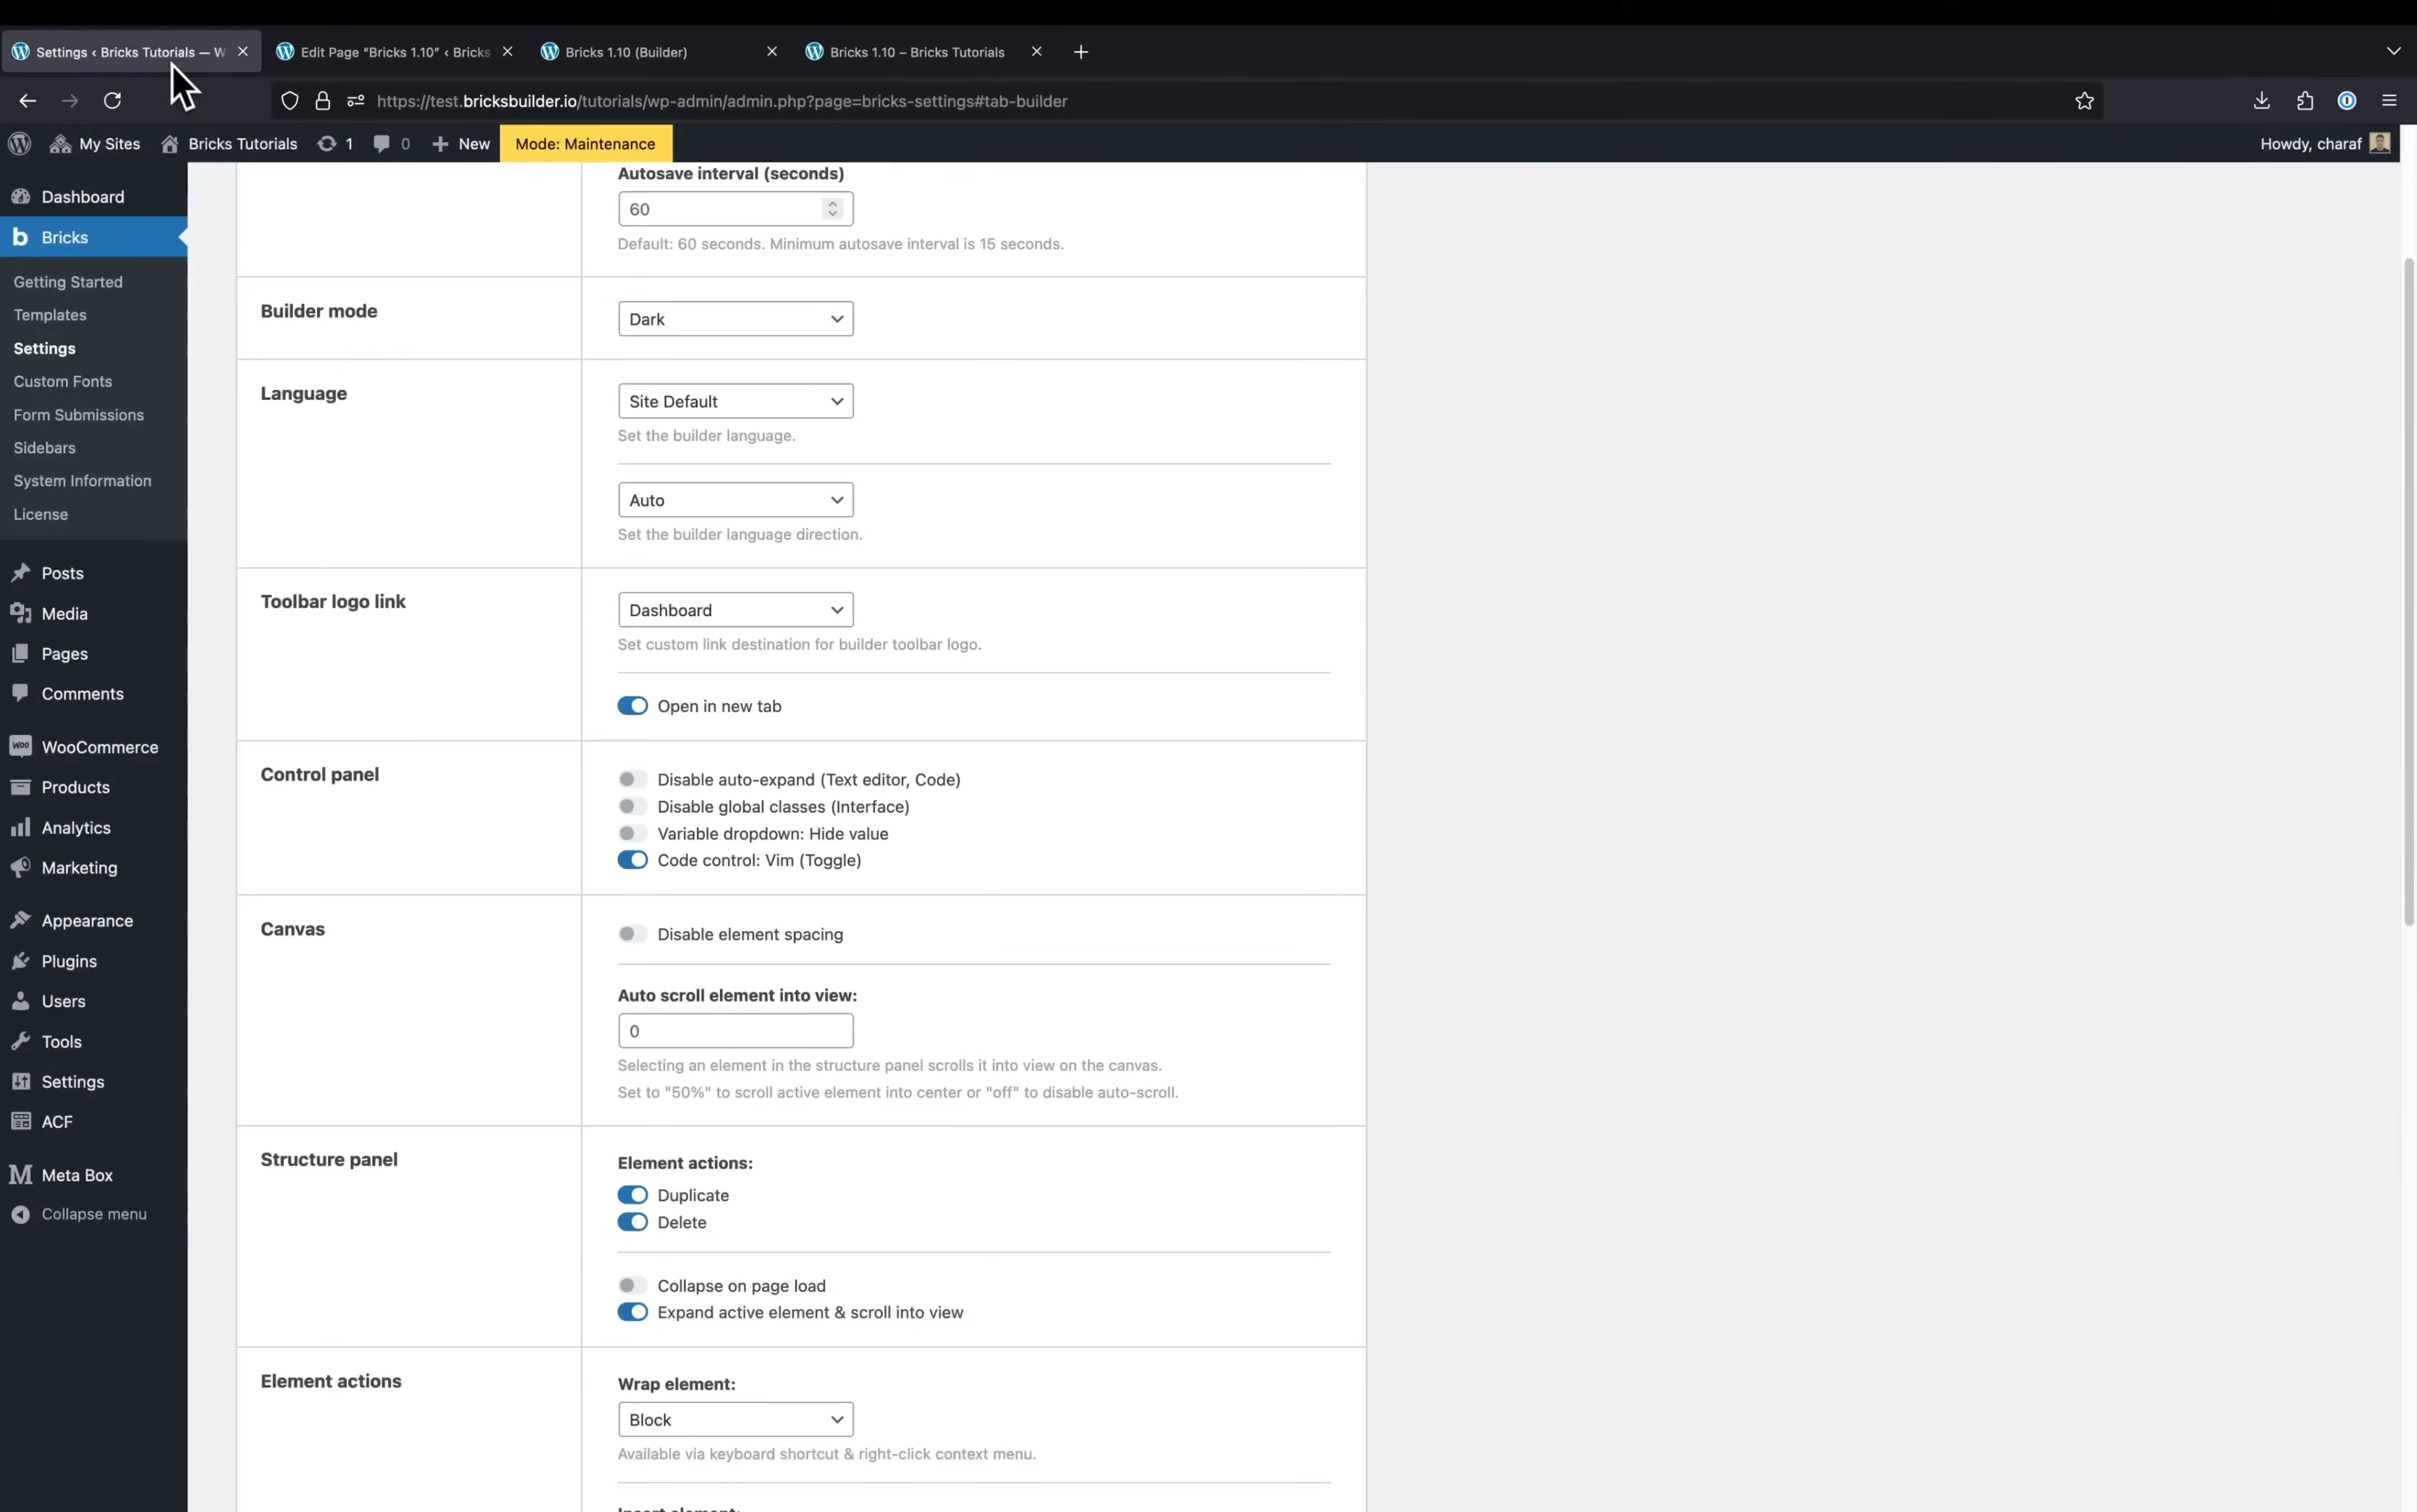 Settings ‹ Bricks Tutorials — W
Edit Page "Bricks 1.10" ‹ Bricks
Bricks 1.10 (Builder)
Bricks 1.10 – Bricks Tutorials
https://test.bricksbuilder.io/tutorials/wp-admin/admin.php?page=bricks-settings#tab-builder
My Sites
Bricks Tutorials
1
0
New
Mode: Maintenance
Howdy, charaf
Dashboard
Bricks
Getting Started
Templates
Settings
Custom Fonts
Form Submissions
Sidebars
System Information
License
Posts
Media
Pages
Comments
WooCommerce
Products
Analytics
Marketing
Appearance
Plugins
Users
Tools
Settings
ACF
Meta Box
Collapse menu
Autosave interval (seconds)
60
Default: 60 seconds. Minimum autosave interval is 15 seconds.
Builder mode
Dark
Language
Site Default
Set the builder language.
Auto
Set the builder language direction.
Toolbar logo link
Dashboard
Set custom link destination for builder toolbar logo.
Open in new tab
Control panel
Disable auto-expand (Text editor, Code)
Disable global classes (Interface)
Variable dropdown: Hide value
Code control: Vim (Toggle)
Canvas
Disable element spacing
Auto scroll element into view:
0
Selecting an element in the structure panel scrolls it into view on the canvas.
Set to "50%" to scroll active element into center or "off" to disable auto-scroll.
Structure panel
Element actions:
Duplicate
Delete
Collapse on page load
Expand active element & scroll into view
Element actions
Wrap element:
Block
Available via keyboard shortcut & right-click context menu.